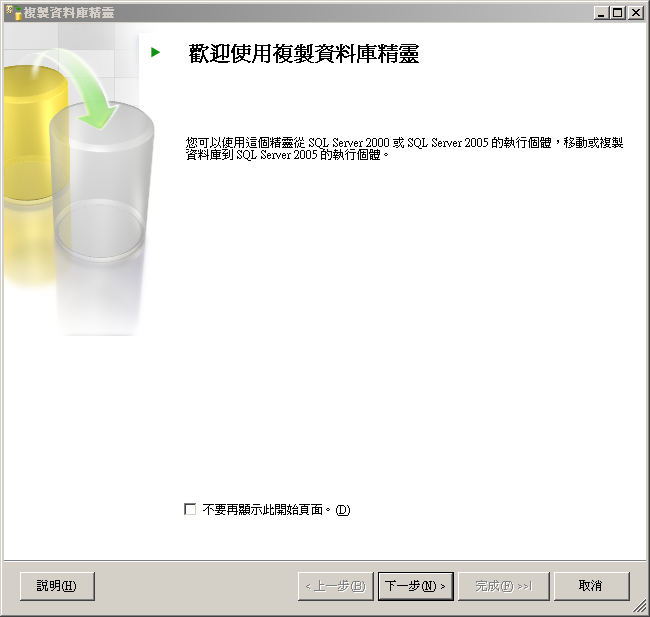 複製資料庫精靈
歡迎使用複製資料庫精靈
您可以使用這個精靈從 SQL Server 2000 或 SQL Server 2005 的執行個體，移動或複製
資料庫到 SQL Server 2005 的執行個體。
不要再顯示此開始頁面。(D)
說明(H)
< 上一步(B)
下一步(N) >
完成(F) >>|
取消